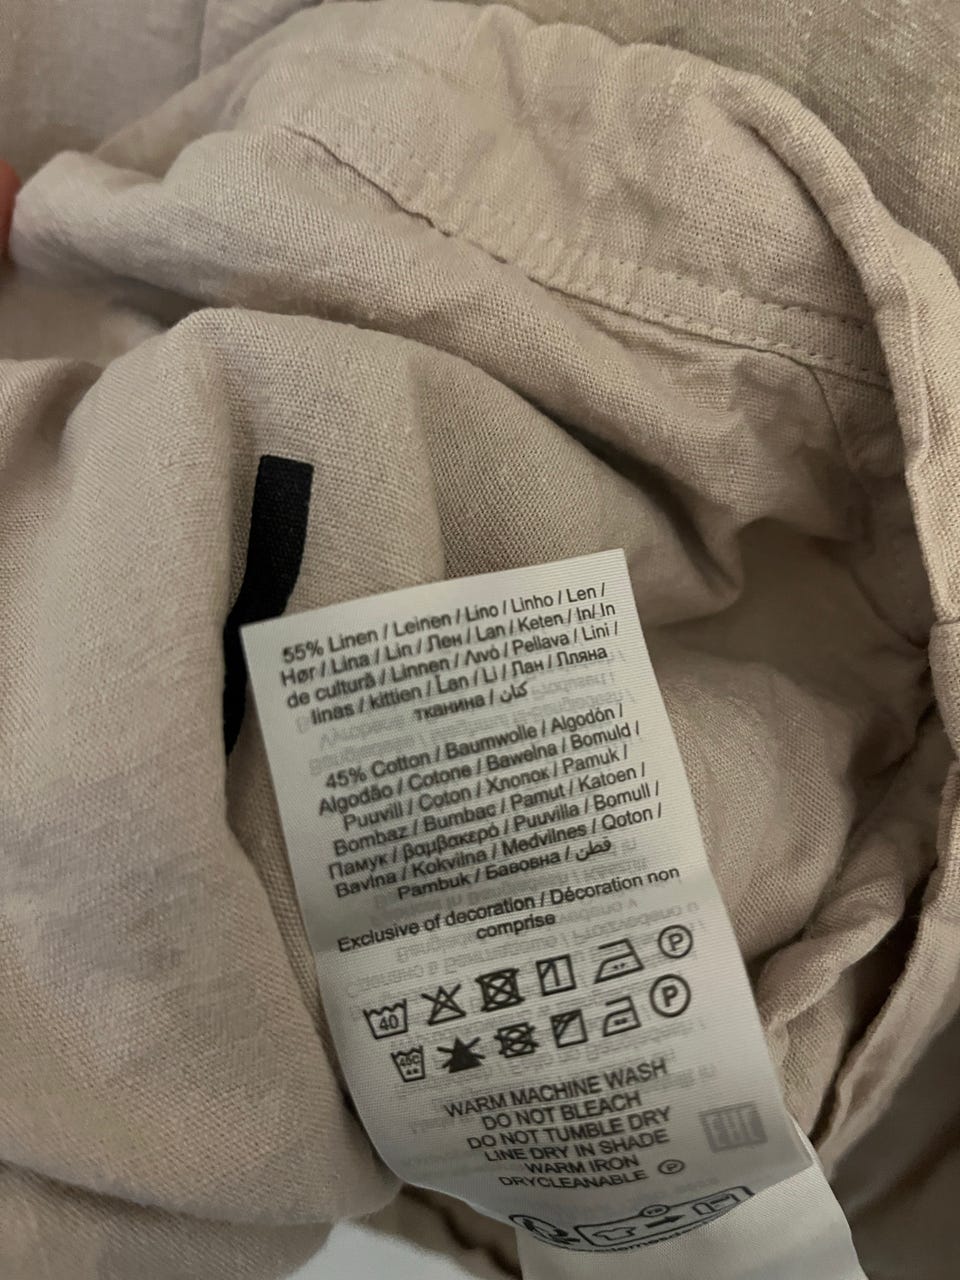 55% Linen / Leinen / Lino / Linho / Len /
Hør / Lina / Lin / Лен / Lan / Keten / In/ In
de cultură / Linnen / Λινό / Pellava / Lini /
linas / kittien / Lan / Li / Лан / Лляна
тканина / كتان
45% Cotton / Baumwolle / Algodón /
Algodão / Cotone / Bawełna / Bomuld /
Puuvill / Coton / Хлопок / Pamuk /
Bombaz / Bumbac / Pamut / Katoen /
Памук / βαμβακερό / Puuvilla / Bomull /
Bavlna / Kokvilna / Medvilnes / Qoton /
Pambuk / Бавовна / قطن
Exclusive of decoration / Décoration non
comprise
40
P
40C
P
WARM MACHINE WASH
DO NOT BLEACH
DO NOT TUMBLE DRY
LINE DRY IN SHADE
WARM IRON
DRYCLEANABLE P
EAC